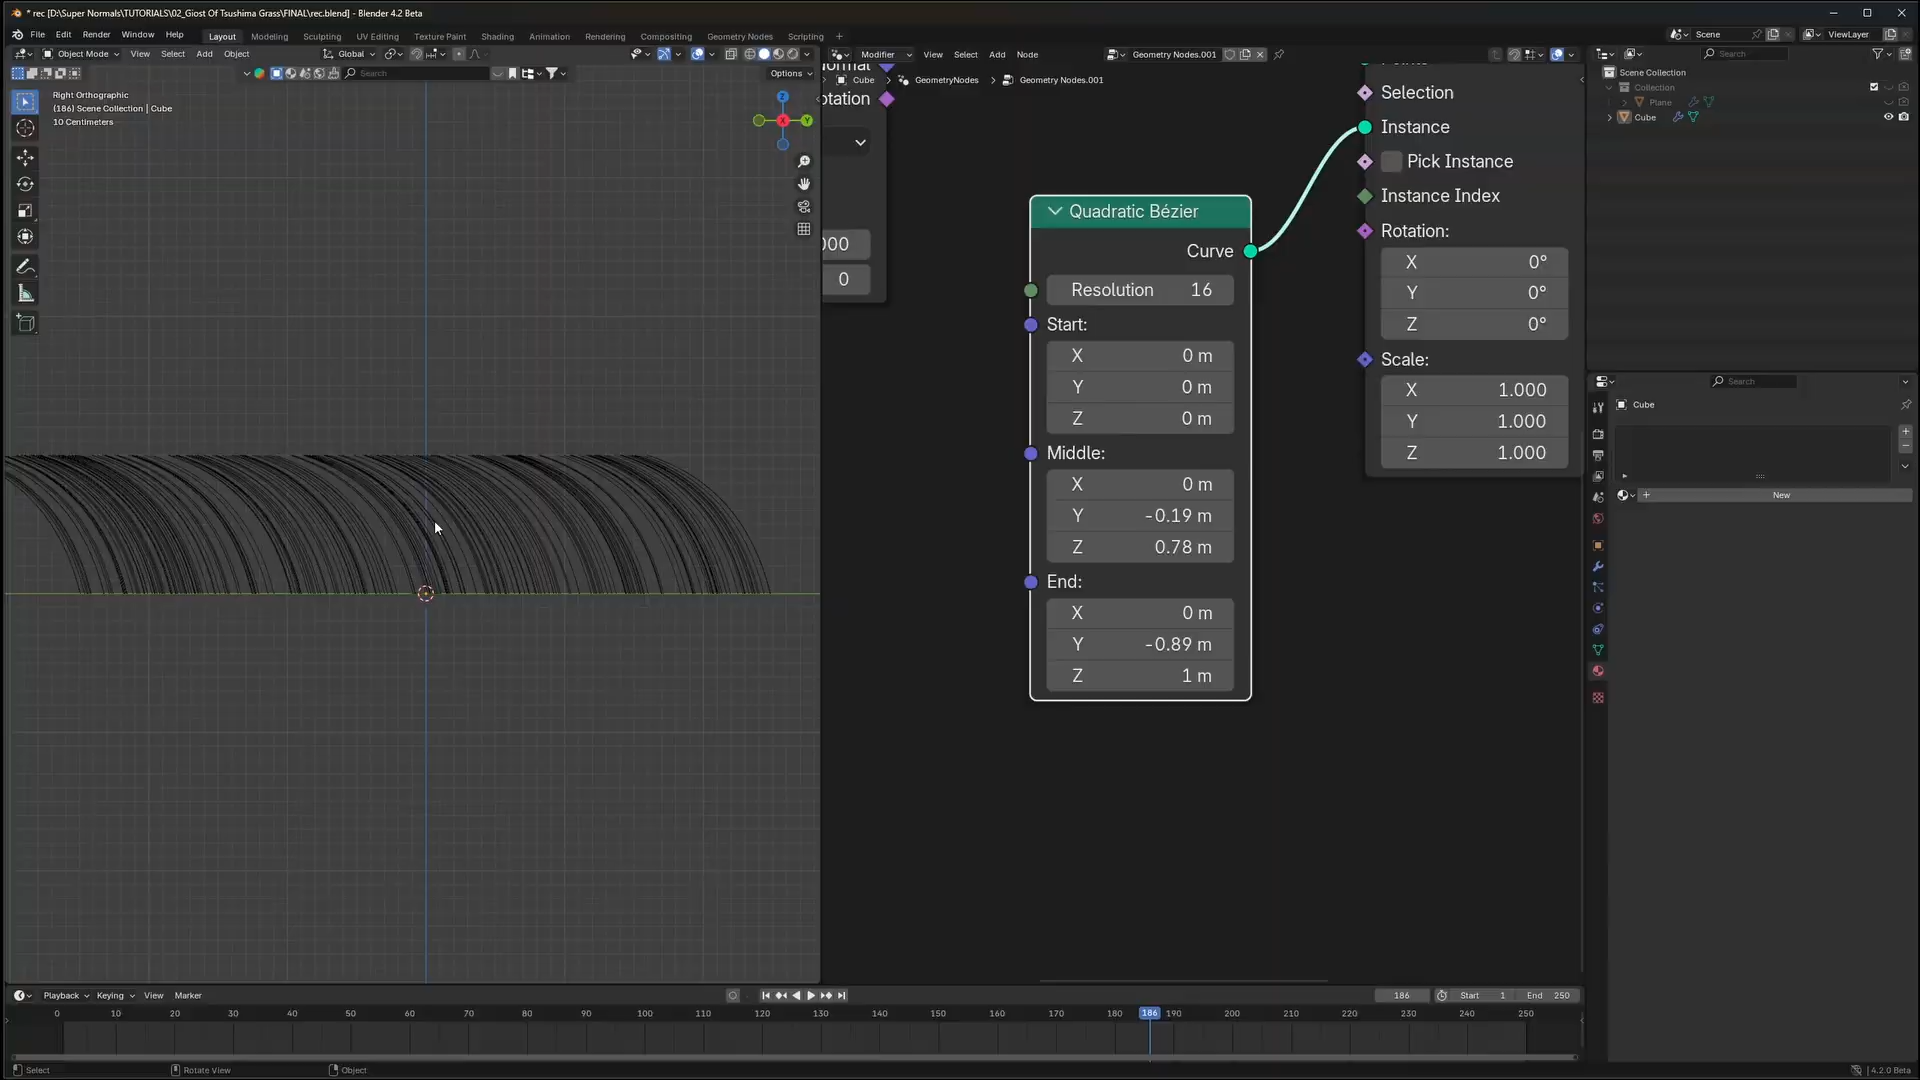 * rec [D:\Super Normals\TUTORIALS\02_Giost Of Tsushima Grass\FINAL\rec.blend] - Blender 4.2 Beta
File Edit Render Window Help Layout Modeling Sculpting UV Editing Texture Paint Shading Animation Rendering Compositing Geometry Nodes Scripting + Scene ViewLayer
Object Mode View Select Add Object Global
Search Options
Right Orthographic
(186) Scene Collection | Cube
10 Centimeters
Z
X
Y
Modifier View Select Add Node Geometry Nodes.001
Cube > GeometryNodes > Geometry Nodes.001
otation
000
0
Quadratic Bézier
Curve
Resolution 16
Start:
X 0 m
Y 0 m
Z 0 m
Middle:
X 0 m
Y -0.19 m
Z 0.78 m
End:
X 0 m
Y -0.89 m
Z 1 m
Selection
Instance
Pick Instance
Instance Index
Rotation:
X 0°
Y 0°
Z 0°
Scale:
X 1.000
Y 1.000
Z 1.000
Search
Scene Collection
Collection
Plane
Cube
Search
Cube
+ New
Playback Keying View Marker 186 Start 1 End 250
0 10 20 30 40 50 60 70 80 90 100 110 120 130 140 150 160 170 180 186 190 200 210 220 230 240 250
Select Rotate View Object 4.2.0 Beta